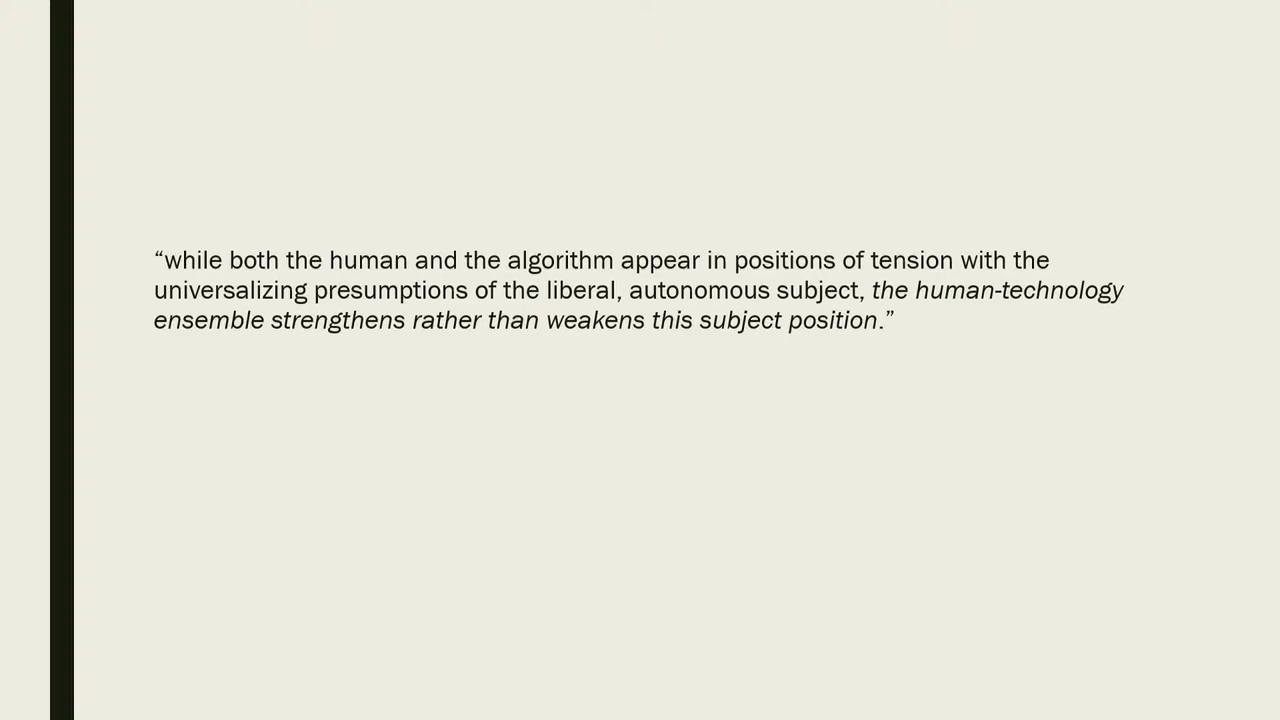 “while both the human and the algorithm appear in positions of tension with the
universalizing presumptions of the liberal, autonomous subject, the human-technology
ensemble strengthens rather than weakens this subject position.”